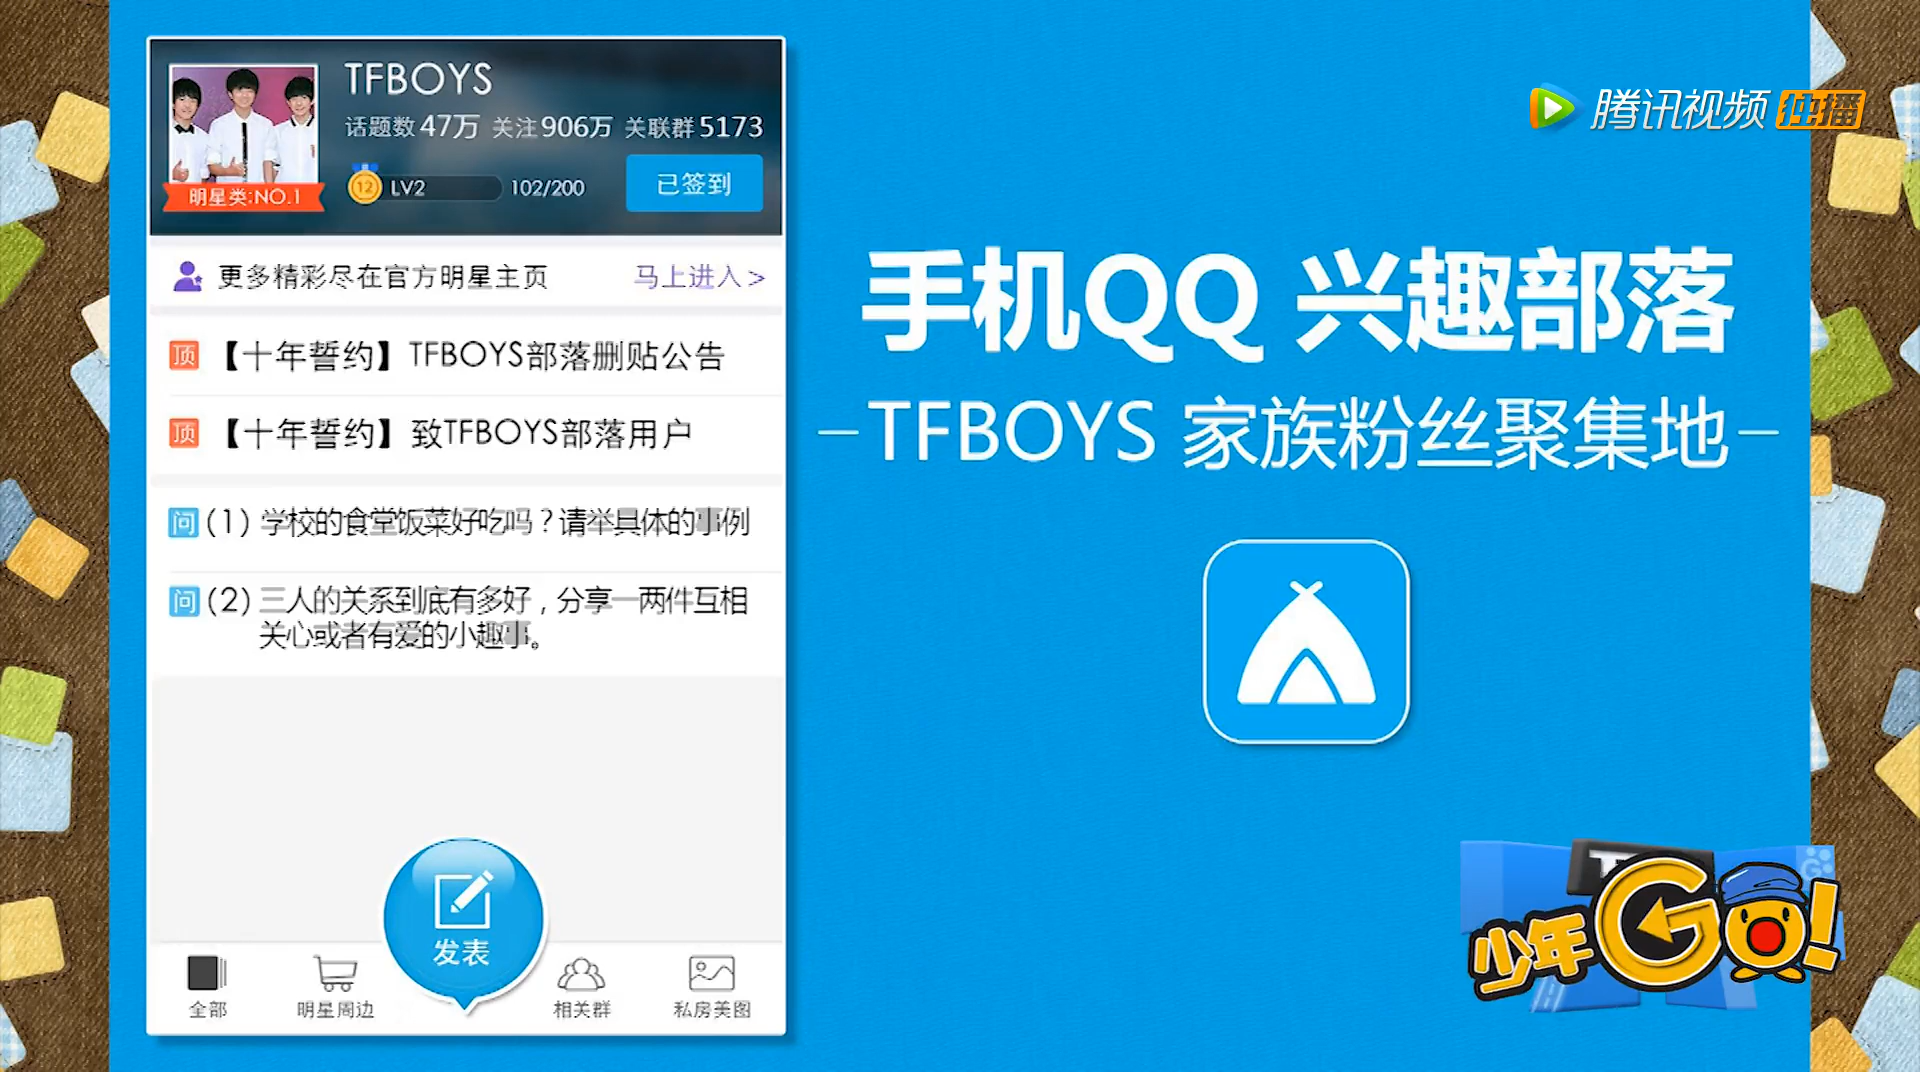 TFBOYS
话题数47万 关注906万 关联群5173
明星类:NO.1
12 LV2 102/200
已签到
更多精彩尽在官方明星主页 马上进入>
顶 【十年誓约】TFBOYS部落删贴公告
顶 【十年誓约】致TFBOYS部落用户
问 (1) 学校的食堂饭菜好吃吗？请举具体的事例
问 (2) 三人的关系到底有多好，分享一两件互相
关心或者有爱的小趣事。
发表
全部 明星周边 相关群 私房美图
腾讯视频 独播
手机QQ 兴趣部落
TFBOYS 家族粉丝聚集地
少年GO!